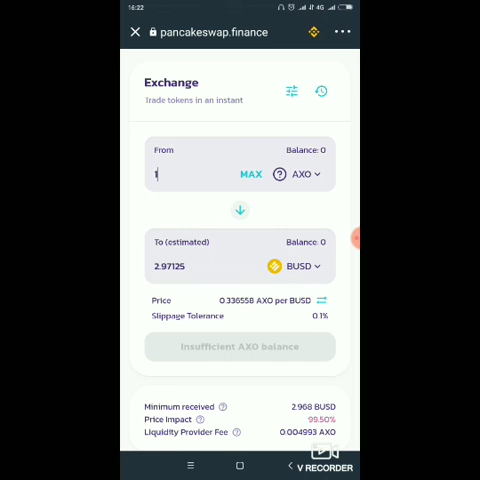 16:22
4G
pancakeswap.finance
Exchange
Trade tokens in an instant
From Balance: 0
1 MAX AXO
To (estimated) Balance: 0
2.97125 BUSD
Price 0.336558 AXO per BUSD
Slippage Tolerance 0.1%
Insufficient AXO balance
Minimum received 2.968 BUSD
Price Impact 99.50%
Liquidity Provider Fee 0.004993 AXO
V RECORDER